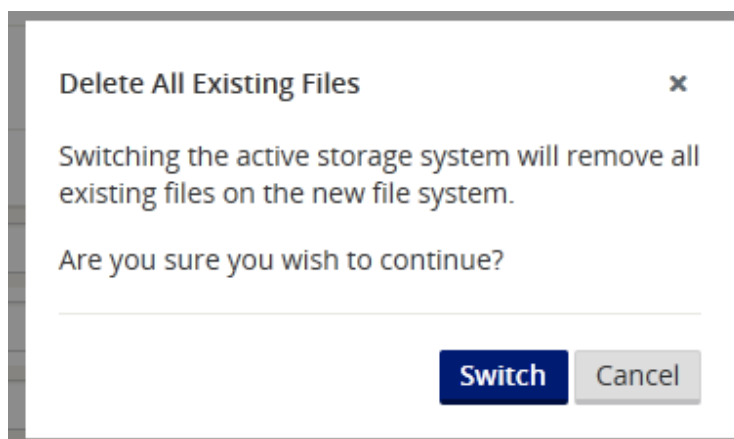 Delete All Existing Files
Switching the active storage system will remove all
existing files on the new file system.
Are you sure you wish to continue?
Switch
Cancel